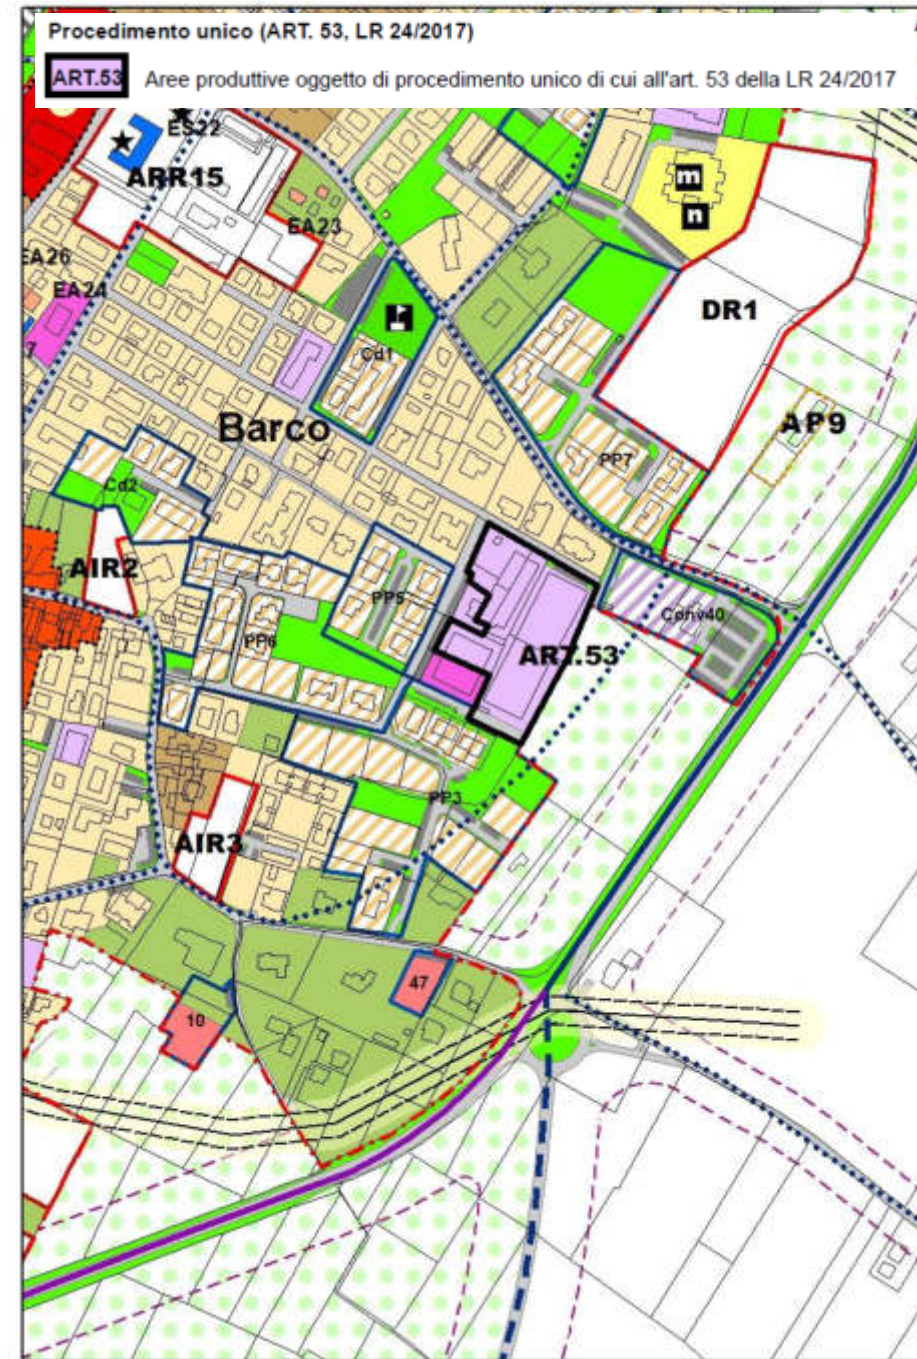 Procedimento unico (ART. 53, LR 24/2017)
ART.53 Aree produttive oggetto di procedimento unico di cui all'art. 53 della LR 24/2017
ES22
ARR15
m
EA23
n
EA26
EA24
DR1
Cd1
Barco
AP9
PP7
Cd2
AIR2
PP5
Conv40
PP6
ART.53
PP3
AIR3
47
10